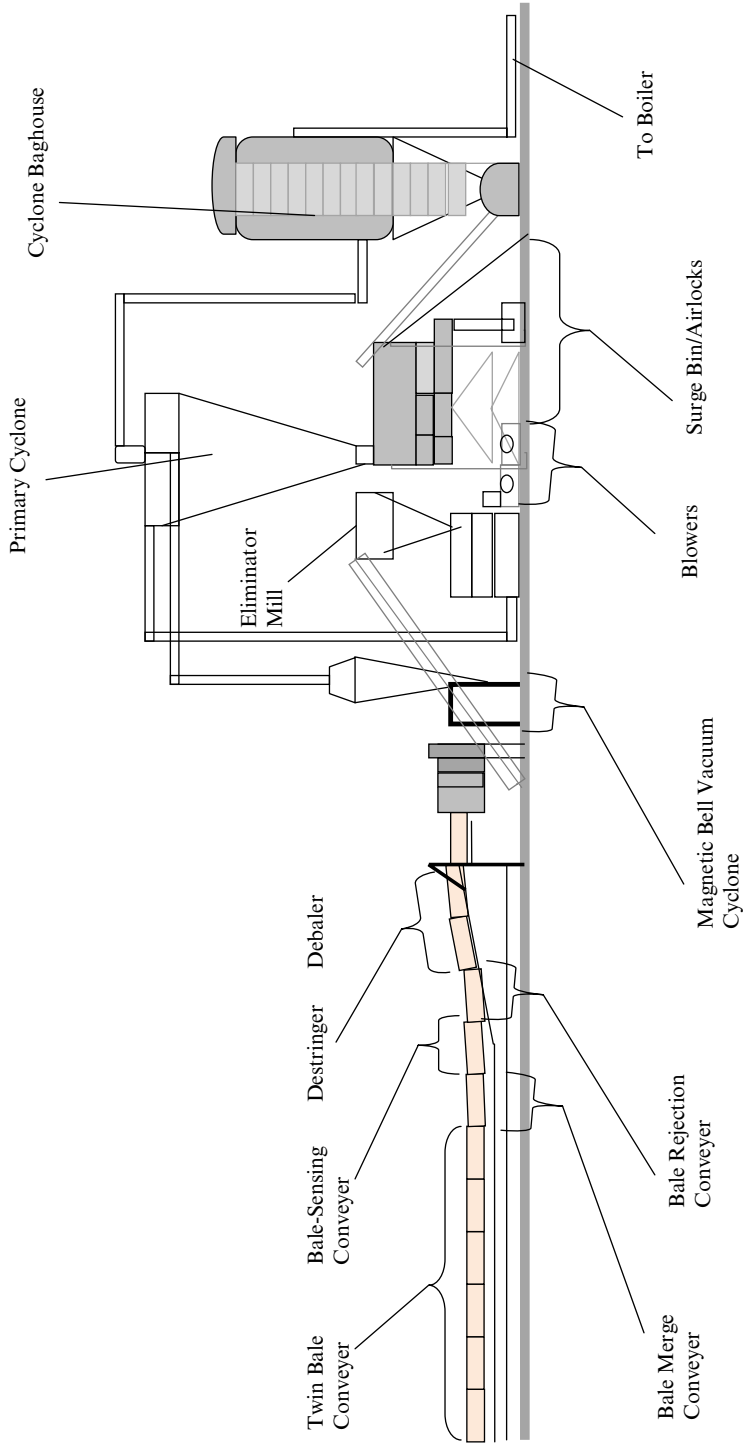 Twin Bale
Conveyer
Bale-Sensing
Conveyer
Destringer
Debaler
Eliminator
Mill
Primary Cyclone
Cyclone Baghouse
Bale Merge
Conveyer
Bale Rejection
Conveyer
Magnetic Bell Vacuum
Cyclone
Blowers
Surge Bin/Airlocks
To Boiler